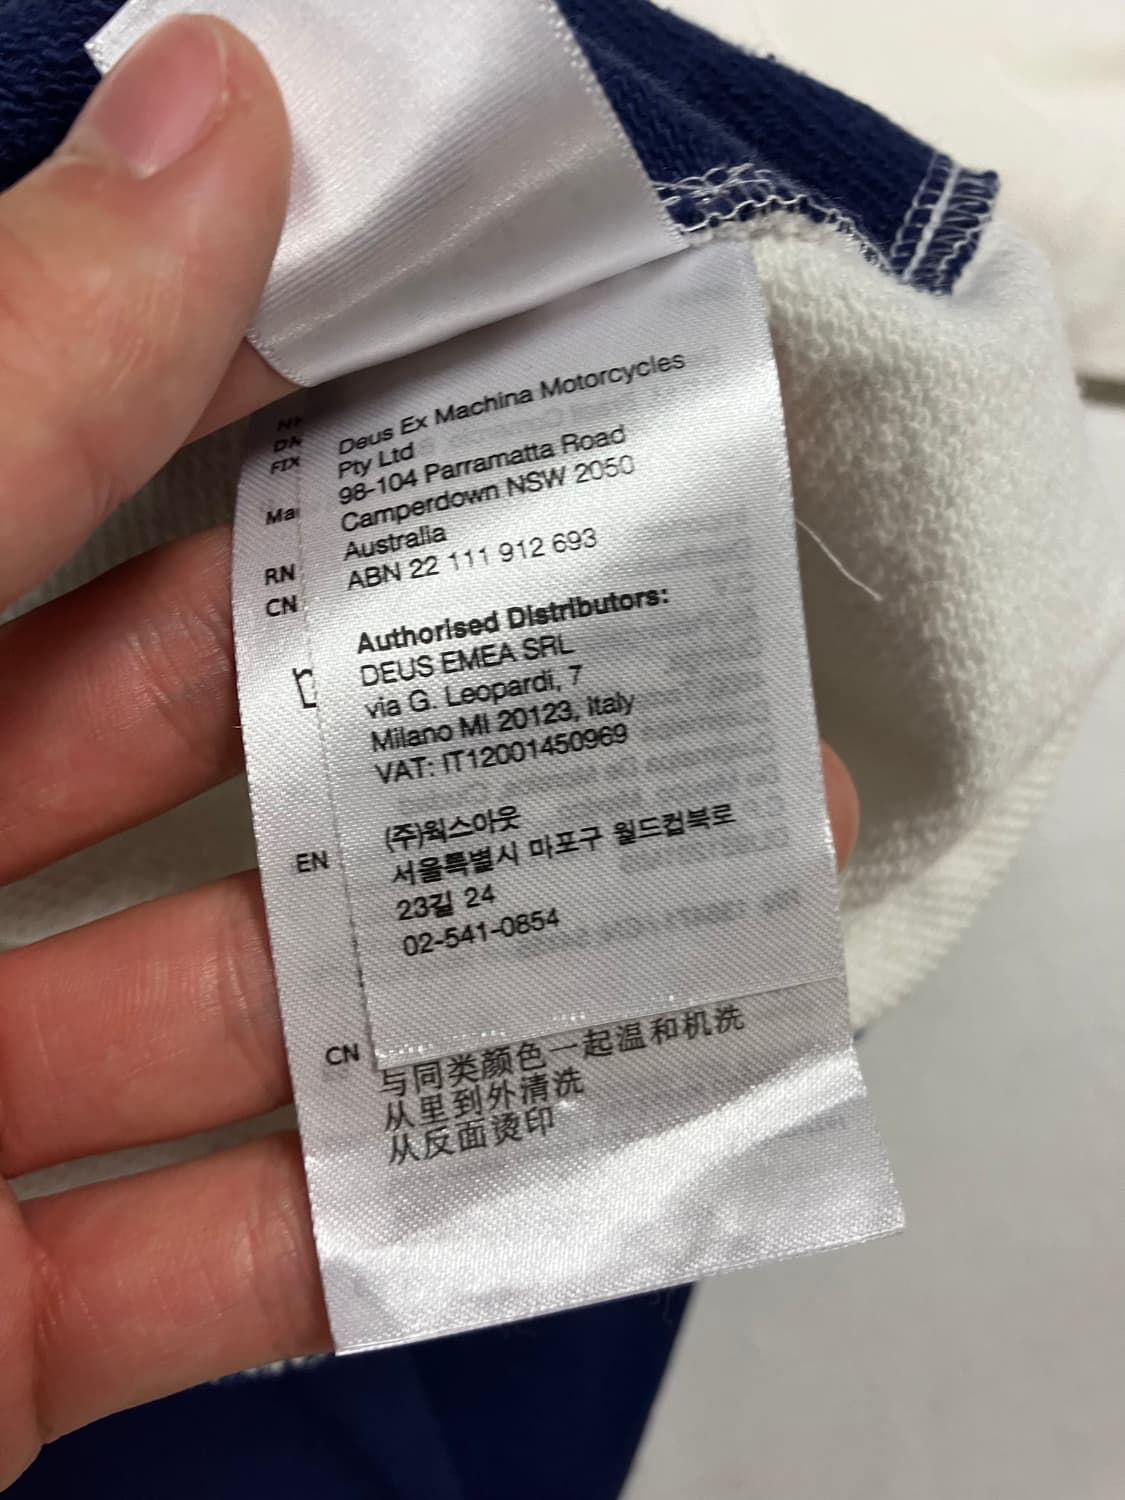 Deus Ex Machina Motorcycles
Pty Ltd
98-104 Parramatta Road
Camperdown NSW 2050
Australia
ABN 22 111 912 693
Authorised Distributors:
DEUS EMEA SRL
via G. Leopardi, 7
Milano MI 20123, Italy
VAT: IT12001450969
(주)웍스아웃
서울특별시 마포구 월드컵북로
23길 24
02-541-0854
FIX
RN
CN
EN
CN
与同类颜色一起温和机洗
从里到外清洗
从反面烫印